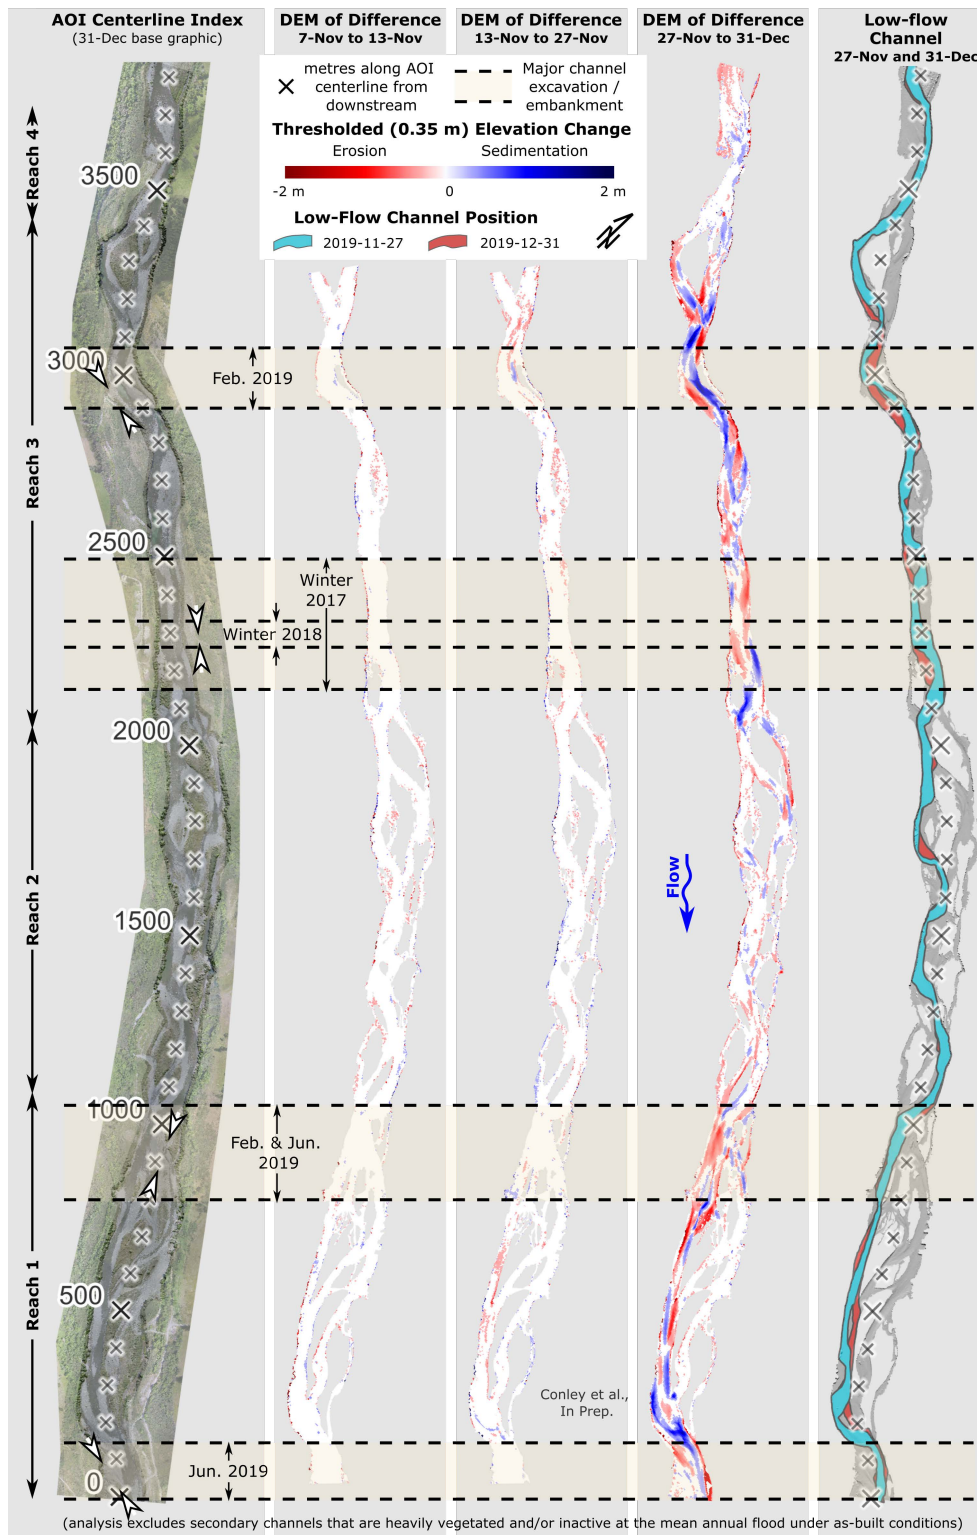 AOI Centerline Index
(31-Dec base graphic)
DEM of Difference
7-Nov to 13-Nov
DEM of Difference
13-Nov to 27-Nov
DEM of Difference
27-Nov to 31-Dec
Low-flow
Channel
27-Nov and 31-Dec
metres along AOI
centerline from
downstream
Major channel
excavation /
embankment
Thresholded (0.35 m) Elevation Change
Erosion
Sedimentation
-2 m
0
2 m
Low-Flow Channel Position
2019-11-27
2019-12-31
N
Reach 4
3500
Reach 3
3000
Feb. 2019
2500
Winter
2017
Winter 2018
2000
Reach 2
Flow
1500
1000
Feb. & Jun.
2019
Reach 1
500
Conley et al.,
In Prep.
Jun. 2019
0
(analysis excludes secondary channels that are heavily vegetated and/or inactive at the mean annual flood under as-built conditions)